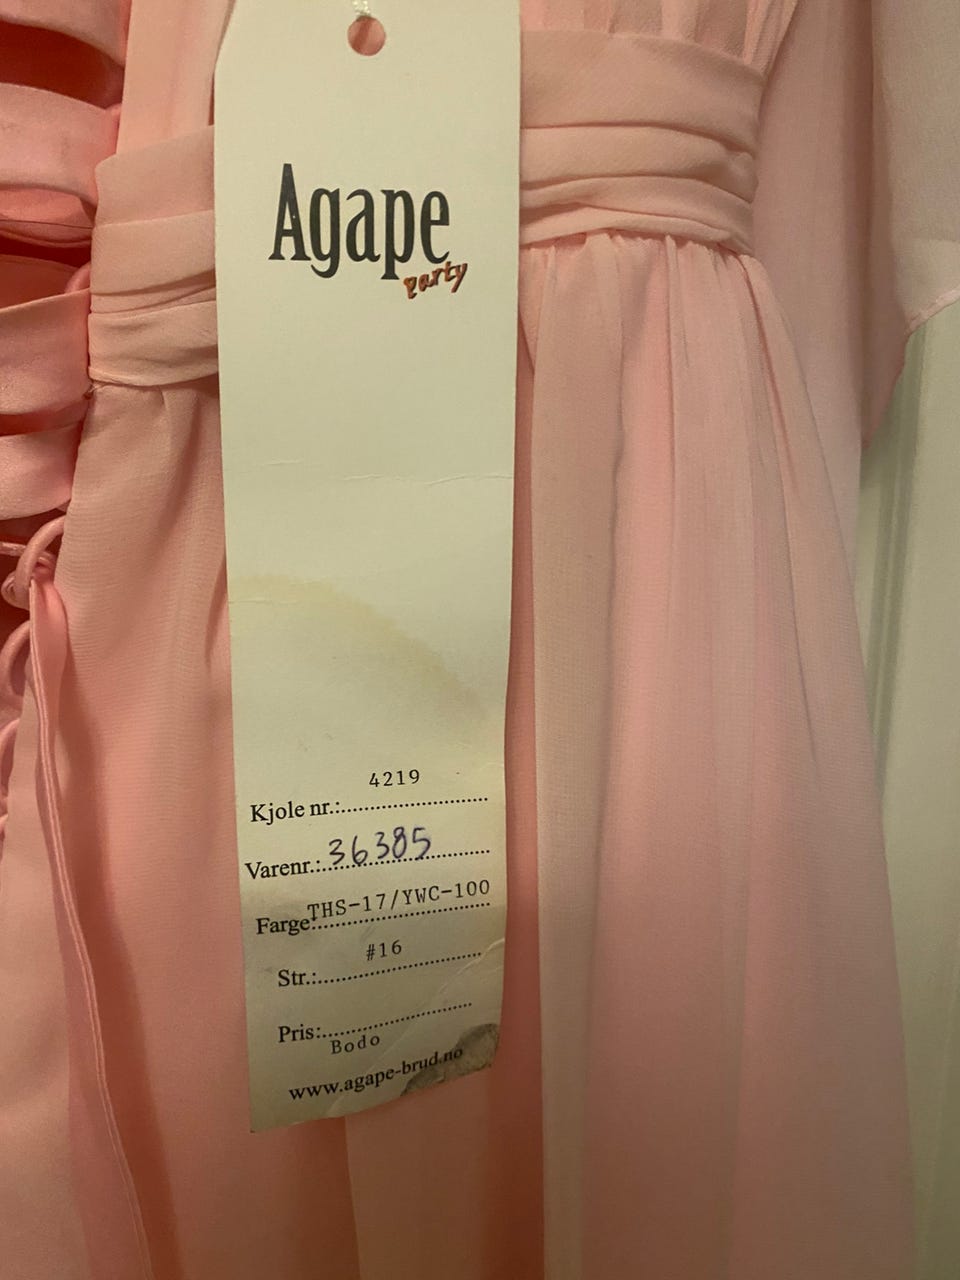 Agape
Party
Kjole nr.: 4219
Varenr.: 36385
Farge: THS-17/YWC-100
Str.: #16
Pris:
Bodo
www.agape-brud.no